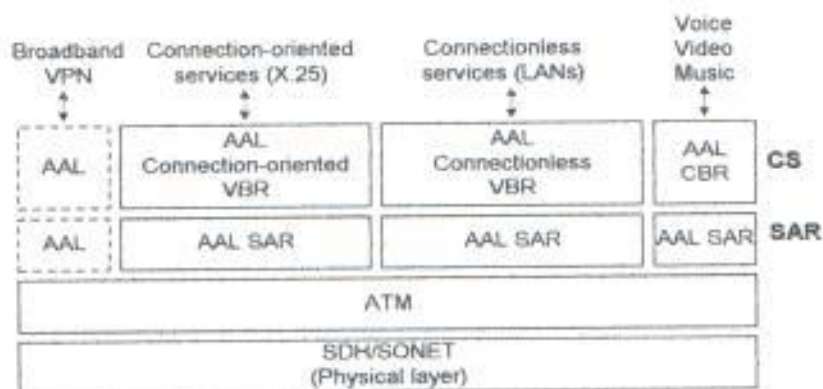 Broadband
VPN
Connection-oriented
services (X.25)
Connectionless
services (LANs)
Voice
Video
Music
AAL
AAL
Connection-oriented
VBR
AAL
Connectionless
VBR
AAL
CBR
CS
AAL
AAL SAR
AAL SAR
AAL SAR
SAR
ATM
SDH/SONET
(Physical layer)